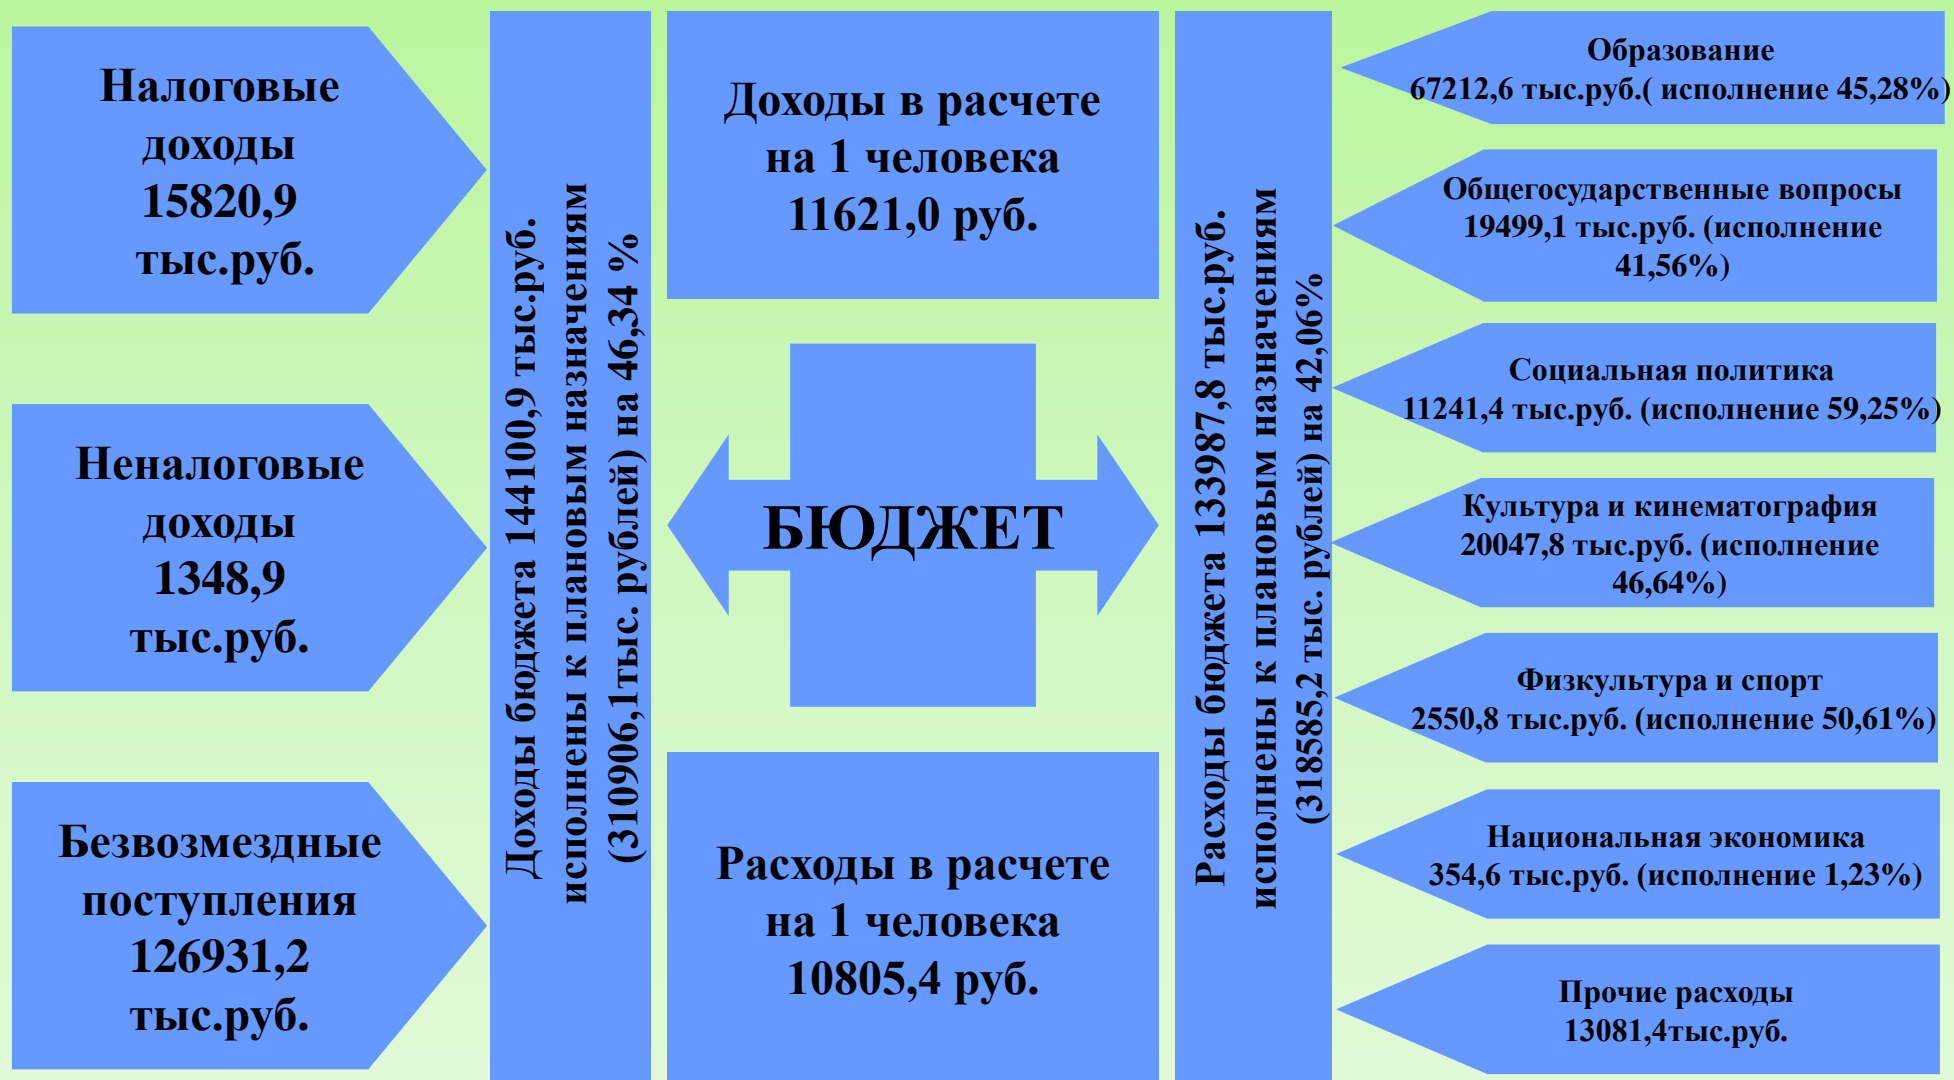 Налоговые
доходы
15820,9
тыс.руб.
Неналоговые
доходы
1348,9
тыс.руб.
Безвозмездные
поступления
126931,2
тыс.руб.
Доходы бюджета 144100,9 тыс.руб.
исполнены к плановым назначениям
(310906,1тыс. рублей) на 46,34 %
Доходы в расчете
на 1 человека
11621,0 руб.
БЮДЖЕТ
Расходы в расчете
на 1 человека
10805,4 руб.
Расходы бюджета 133987,8 тыс.руб.
исполнены к плановым назначениям
(318585,2 тыс. рублей) на 42,06%
Образование
67212,6 тыс.руб.( исполнение 45,28%)
Общегосударственные вопросы
19499,1 тыс.руб. (исполнение
41,56%)
Социальная политика
11241,4 тыс.руб. (исполнение 59,25%)
Культура и кинематография
20047,8 тыс.руб. (исполнение
46,64%)
Физкультура и спорт
2550,8 тыс.руб. (исполнение 50,61%)
Национальная экономика
354,6 тыс.руб. (исполнение 1,23%)
Прочие расходы
13081,4тыс.руб.